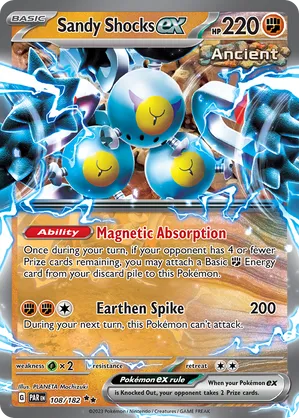 BASIC Sandy Shocks ex HP 220
Ancient
Ability Magnetic Absorption
Once during your turn, if your opponent has 4 or fewer
Prize cards remaining, you may attach a Basic Energy
card from your discard pile to this Pokémon.
Earthen Spike 200
During your next turn, this Pokémon can't attack.
weakness × 2 resistance retreat
Illus. PLANETA Mochizuki
G PAR EN 108/182 ★★
Pokémon ex rule
When your Pokémon ex
is Knocked Out, your opponent takes 2 Prize cards.
©2023 Pokémon / Nintendo / Creatures / GAME FREAK